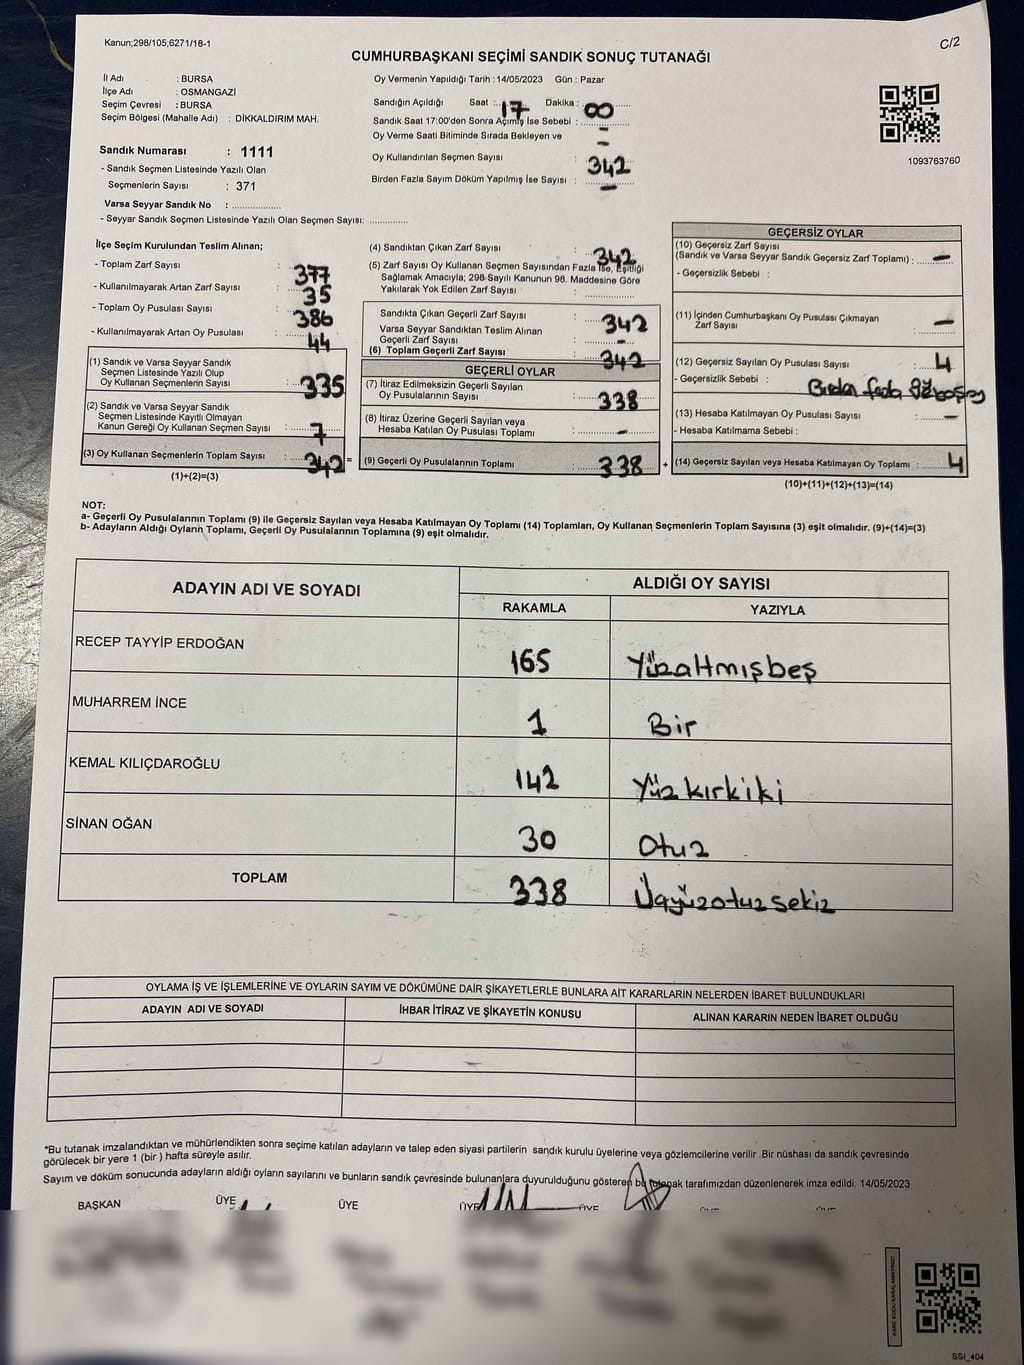 Kanun;298/105;6271/18-1
C/2
CUMHURBAŞKANI SEÇİMİ SANDIK SONUÇ TUTANAĞI
İl Adı : BURSA
İlçe Adı : OSMANGAZİ
Seçim Çevresi : BURSA
Seçim Bölgesi (Mahalle Adı) : DİKKALDIRIM MAH.
Sandık Numarası : 1111
- Sandık Seçmen Listesinde Yazılı Olan
Seçmenlerin Sayısı : 371
Varsa Seyyar Sandık No : ................
- Seyyar Sandık Seçmen Listesinde Yazılı Olan Seçmen Sayısı: .............
Oy Vermenin Yapıldığı Tarih : 14/05/2023 Gün : Pazar
Sandığın Açıldığı Saat : 17 Dakika : 00
Sandık Saat 17:00'den Sonra Açımış İse Sebebi : -
Oy Verme Saati Bitiminde Sırada Bekleyen ve
Oy Kullandırılan Seçmen Sayısı : -
342
Birden Fazla Sayım Döküm Yapılmış İse Sayısı : -
1093763760
İlçe Seçim Kurulundan Teslim Alınan;
- Toplam Zarf Sayısı : 377
- Kullanılmayarak Artan Zarf Sayısı : 35
- Toplam Oy Pusulası Sayısı : 386
- Kullanılmayarak Artan Oy Pusulası : 44
(1) Sandık ve Varsa Seyyar Sandık
Seçmen Listesinde Yazılı Olup
Oy Kullanan Seçmenlerin Sayısı : 335
(2) Sandık ve Varsa Seyyar Sandık
Seçmen Listesinde Kayıtlı Olmayan
Kanun Gereği Oy Kullanan Seçmen Sayısı : 7
(3) Oy Kullanan Seçmenlerin Toplam Sayısı : 342 =
(1)+(2)=(3)
(4) Sandıktan Çıkan Zarf Sayısı : 342
(5) Zarf Sayısı Oy Kullanan Seçmen Sayısından Fazla İse, Eşitliği
Sağlamak Amacıyla; 298 Sayılı Kanunun 98. Maddesine Göre
Yakılarak Yok Edilen Zarf Sayısı : ................
Sandıkta Çıkan Geçerli Zarf Sayısı : 342
Varsa Seyyar Sandıktan Teslim Alınan
Geçerli Zarf Sayısı : -
(6) Toplam Geçerli Zarf Sayısı : 342
GEÇERLİ OYLAR
(7) İtiraz Edilmeksizin Geçerli Sayılan
Oy Pusulasının Sayısı : 338
(8) İtiraz Üzerine Geçerli Sayılan veya
Hesaba Katılan Oy Pusulası Toplamı : -
(9) Geçerli Oy Pusulalarının Toplamı : 338 +
GEÇERSİZ OYLAR
(10) Geçersiz Zarf Sayısı
(Sandık ve Varsa Seyyar Sandık Geçersiz Zarf Toplamı) : -
- Geçersizlik Sebebi :
(11) İçinden Cumhurbaşkanı Oy Pusulası Çıkmayan
Zarf Sayısı : -
(12) Geçersiz Sayılan Oy Pusulası Sayısı : 4
- Geçersizlik Sebebi : Birden fazla
(13) Hesaba Katılmayan Oy Pusulası Sayısı : -
- Hesaba Katılmama Sebebi :
(14) Geçersiz Sayılan veya Hesaba Katılmayan Oy Toplamı : 4
(10)+(11)+(12)+(13)=(14)
NOT:
a- Geçerli Oy Pusulalarının Toplamı (9) ile Geçersiz Sayılan veya Hesaba Katılmayan Oy Toplamı (14) Toplamları, Oy Kullanan Seçmenlerin Toplam Sayısına (3) eşit olmalıdır. (9)+(14)=(3)
b- Adayların Aldığı Oyların Toplamı, Geçerli Oy Pusulalarının Toplamına (9) eşit olmalıdır.
ADAYIN ADI VE SOYADI ALDIĞI OY SAYISI
RAKAMLA YAZIYLA
RECEP TAYYİP ERDOĞAN 165 Yüzaltmışbeş
MUHARREM İNCE 1 Bir
KEMAL KILIÇDAROĞLU 142 Yüz kırkiki
SİNAN OĞAN 30 Otuz
TOPLAM 338 Üçyüzotuzsekiz
OYLAMA İŞ VE İŞLEMLERİNE VE OYLARIN SAYIM VE DÖKÜMÜNE DAİR ŞİKAYETLERLE BUNLARA AİT KARARLARIN NELERDEN İBARET BULUNDUKLARI
ADAYIN ADI VE SOYADI İHBAR İTİRAZ VE ŞİKAYETİN KONUSU ALINAN KARARIN NEDEN İBARET OLDUĞU
*Bu tutanak imzalandıktan ve mühürlendikten sonra seçime katılan adayların ve talep eden siyasi partilerin sandık kurulu üyelerine veya gözlemcilerine verilir .Bir nüshası da sandık çevresinde
görülecek bir yere 1 (bir ) hafta süreyle asılır.
Sayım ve döküm sonucunda adayların aldığı oyların sayılarını ve bunların sandık çevresinde bulunanlara duyurulduğunu gösteren bu tutanak tarafımızdan düzenlenerek imza edildi. 14/05/2023
BAŞKAN ÜYE ÜYE ÜYE ÜYE
KARE KODU KARALAMAYINIZ!
SSI_404